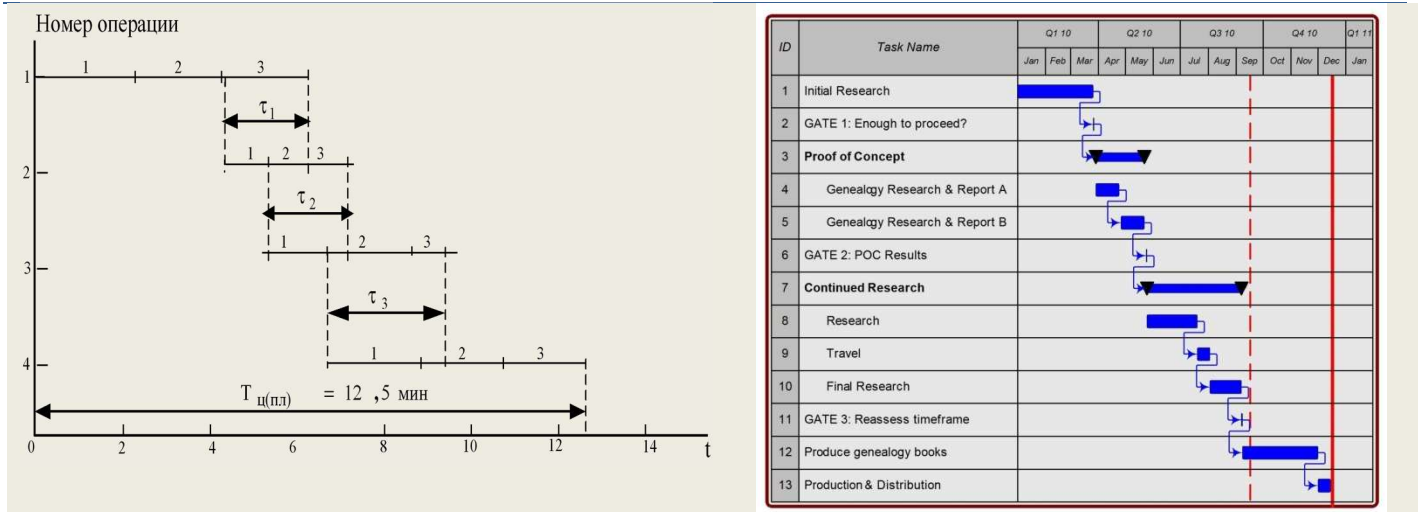 Номер операции
1 1 2 3
τ1
1 2 3
2
τ2
1 2 3
3
τ3
1 2 3
4
Тц(пл) = 12 ,5 мин
0 2 4 6 8 10 12 14 t
ID Task Name Q1 10 Q2 10 Q3 10 Q4 10 Q1 11
Jan Feb Mar Apr May Jun Jul Aug Sep Oct Nov Dec Jan
1 Initial Research
2 GATE 1: Enough to proceed?
3 Proof of Concept
4 Genealogy Research & Report A
5 Genealogy Research & Report B
6 GATE 2: POC Results
7 Continued Research
8 Research
9 Travel
10 Final Research
11 GATE 3: Reassess timeframe
12 Produce genealogy books
13 Production & Distribution